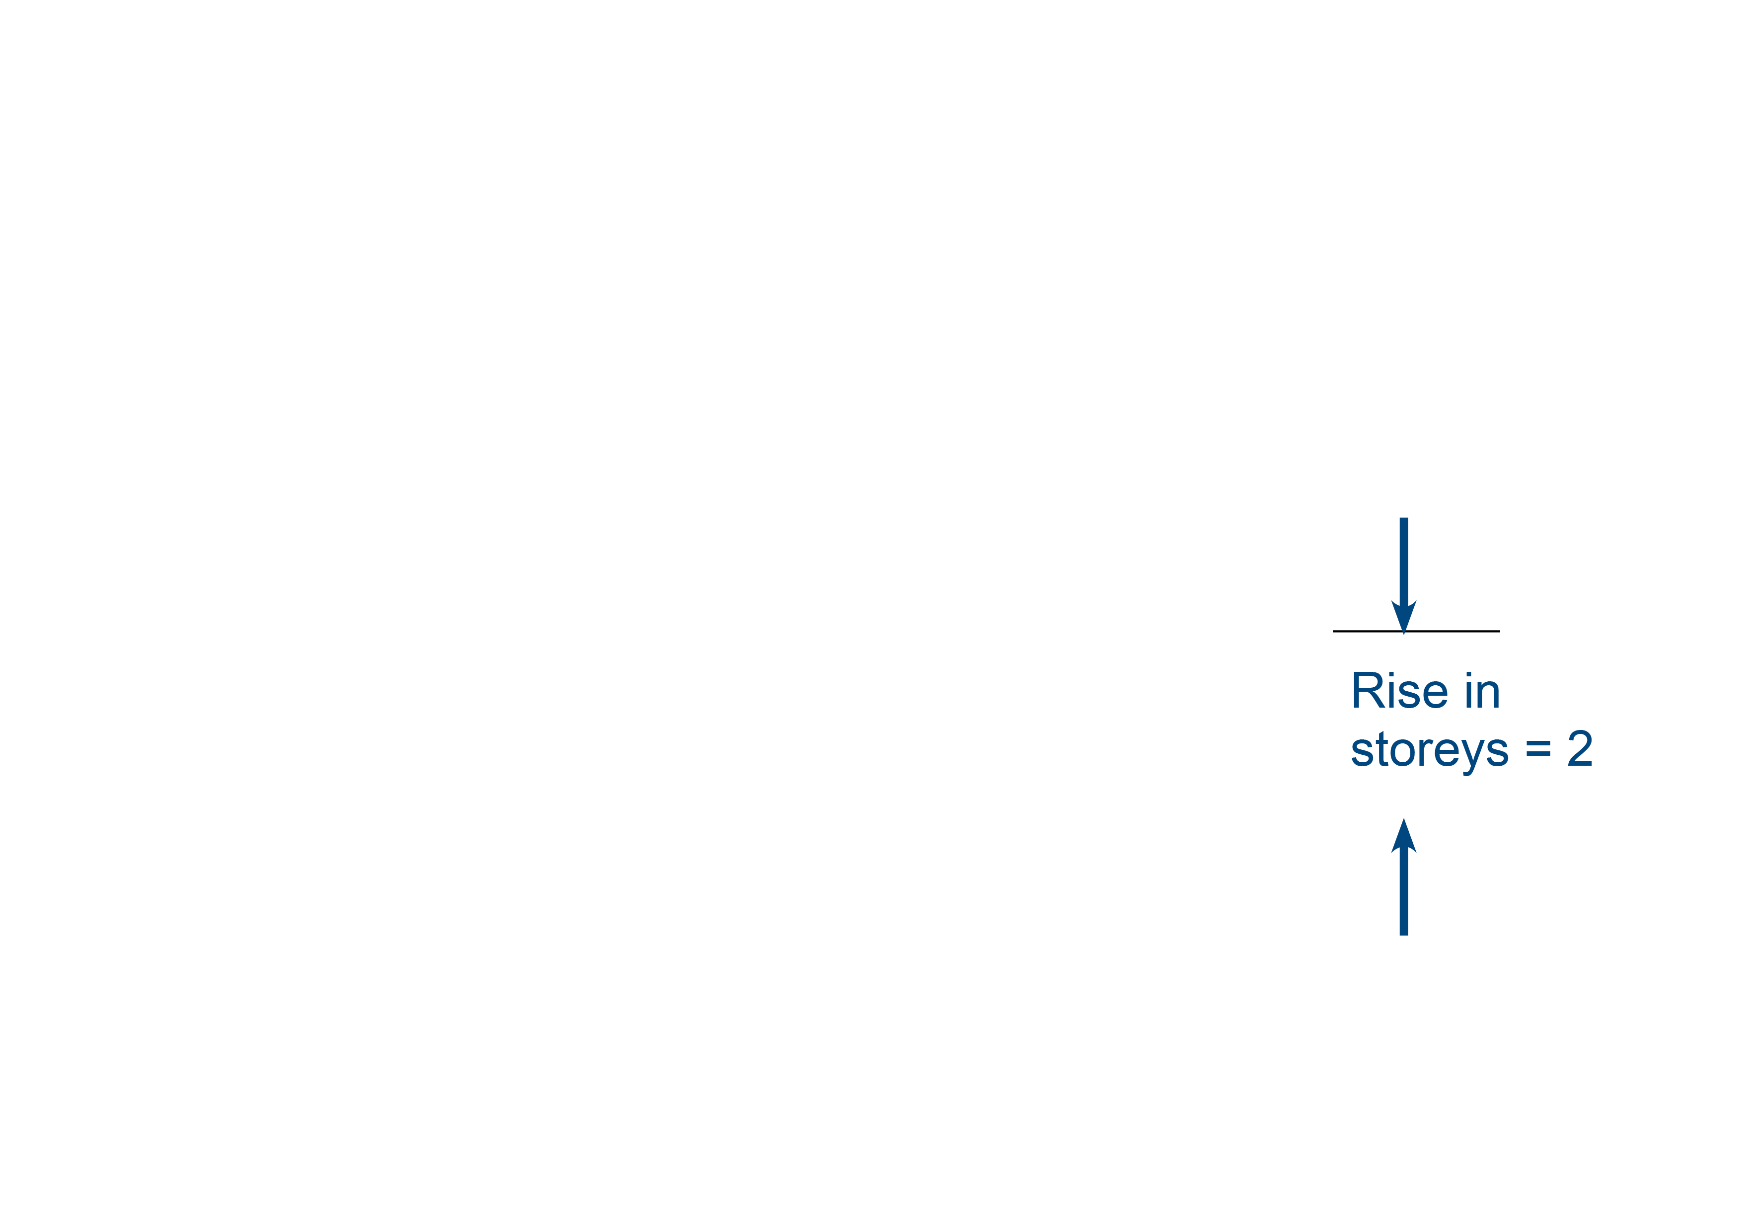 Rise in
storeys = 2